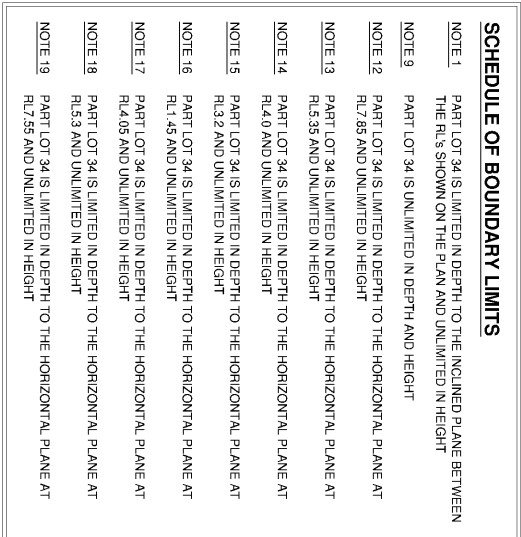 SCHEDULE OF BOUNDARY LIMITS
NOTE 1 PART LOT 34 IS LIMITED IN DEPTH TO THE INCLINED PLANE BETWEEN
THE RL's SHOWN ON THE PLAN AND UNLIMITED IN HEIGHT
NOTE 9 PART LOT 34 IS UNLIMITED IN DEPTH AND HEIGHT
NOTE 12 PART LOT 34 IS LIMITED IN DEPTH TO THE HORIZONTAL PLANE AT
RL7.85 AND UNLIMITED IN HEIGHT
NOTE 13 PART LOT 34 IS LIMITED IN DEPTH TO THE HORIZONTAL PLANE AT
RL5.35 AND UNLIMITED IN HEIGHT
NOTE 14 PART LOT 34 IS LIMITED IN DEPTH TO THE HORIZONTAL PLANE AT
RL4.0 AND UNLIMITED IN HEIGHT
NOTE 15 PART LOT 34 IS LIMITED IN DEPTH TO THE HORIZONTAL PLANE AT
RL3.2 AND UNLIMITED IN HEIGHT
NOTE 16 PART LOT 34 IS LIMITED IN DEPTH TO THE HORIZONTAL PLANE AT
RL1.45 AND UNLIMITED IN HEIGHT
NOTE 17 PART LOT 34 IS LIMITED IN DEPTH TO THE HORIZONTAL PLANE AT
RL4.05 AND UNLIMITED IN HEIGHT
NOTE 18 PART LOT 34 IS LIMITED IN DEPTH TO THE HORIZONTAL PLANE AT
RL5.3 AND UNLIMITED IN HEIGHT
NOTE 19 PART LOT 34 IS LIMITED IN DEPTH TO THE HORIZONTAL PLANE AT
RL7.55 AND UNLIMITED IN HEIGHT